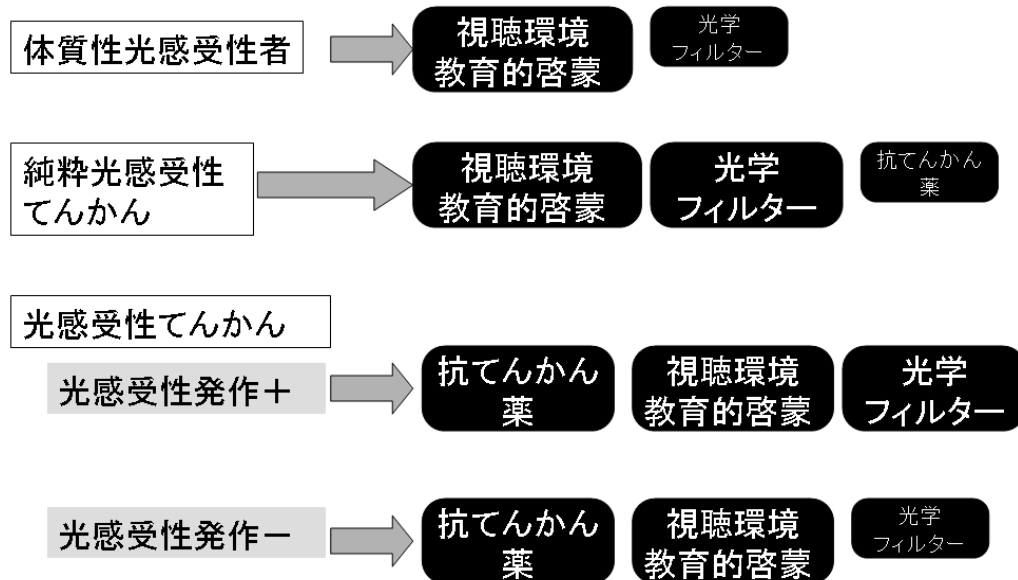 体質性光感受性者
視聴環境
教育的啓蒙
光学
フィルター
純粋光感受性
てんかん
視聴環境
教育的啓蒙
光学
フィルター
抗てんかん
薬
光感受性てんかん
光感受性発作＋
抗てんかん
薬
視聴環境
教育的啓蒙
光学
フィルター
光感受性発作－
抗てんかん
薬
視聴環境
教育的啓蒙
光学
フィルター